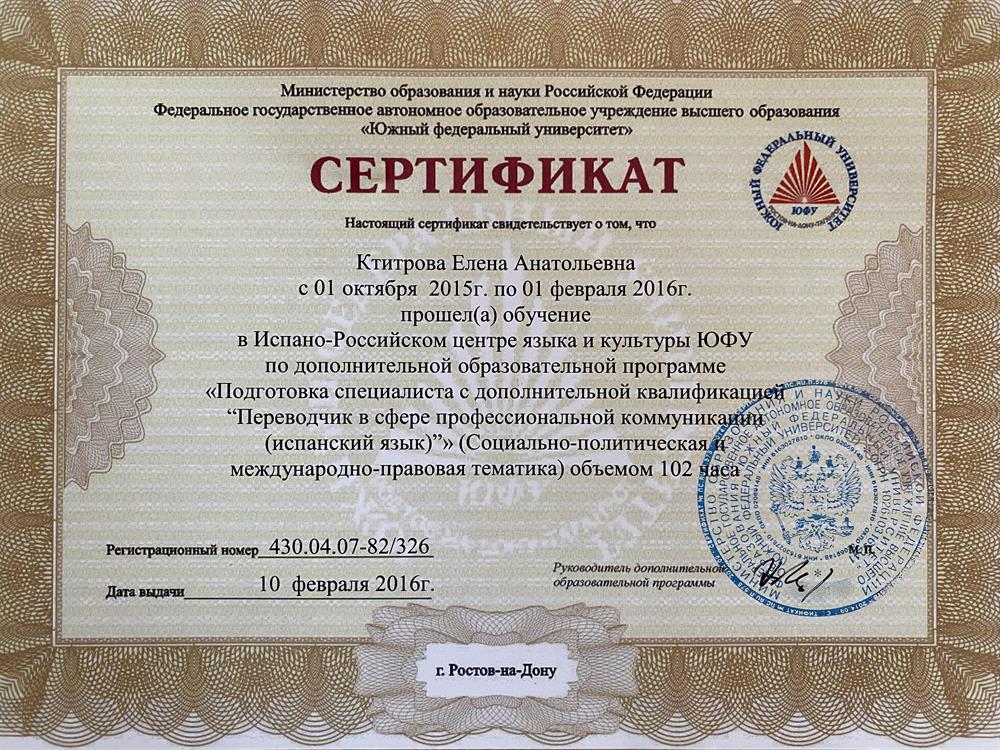 Министерство образования и науки Российской Федерации
Федеральное государственное автономное образовательное учреждение высшего образования
«Южный федеральный университет»
СЕРТИФИКАТ
ЮЖНЫЙ ФЕДЕРАЛЬНЫЙ УНИВЕРСИТЕТ
ЮФУ
РОСТОВ-НА-ДОНУ-ТАГАНРОГ
Настоящий сертификат свидетельствует о том, что
Ктитрова Елена Анатольевна
с 01 октября 2015г. по 01 февраля 2016г.
прошел(а) обучение
в Испано-Российском центре языка и культуры ЮФУ
по дополнительной образовательной программе
«Подготовка специалиста с дополнительной квалификацией
“Переводчик в сфере профессиональной коммуникации
(испанский язык)”» (Социально-политическая и
международно-правовая тематика) объемом 102 часа
Регистрационный номер 430.04.07-82/326
Дата выдачи 10 февраля 2016г.
Руководитель дополнительной
образовательной программы
М.П.
г. Ростов-на-Дону